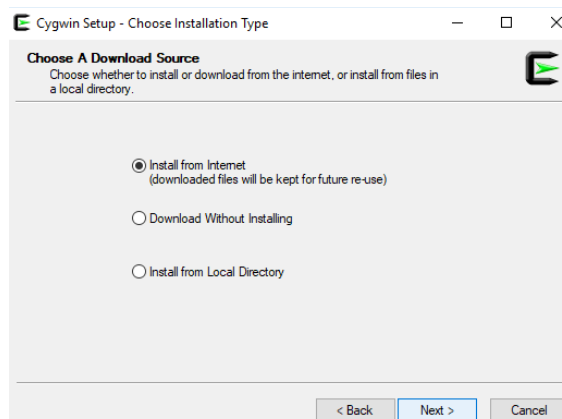 Cygwin Setup - Choose Installation Type
Choose A Download Source
Choose whether to install or download from the internet, or install from files in
a local directory.
Install from Internet
(downloaded files will be kept for future re-use)
Download Without Installing
Install from Local Directory
< Back Next > Cancel